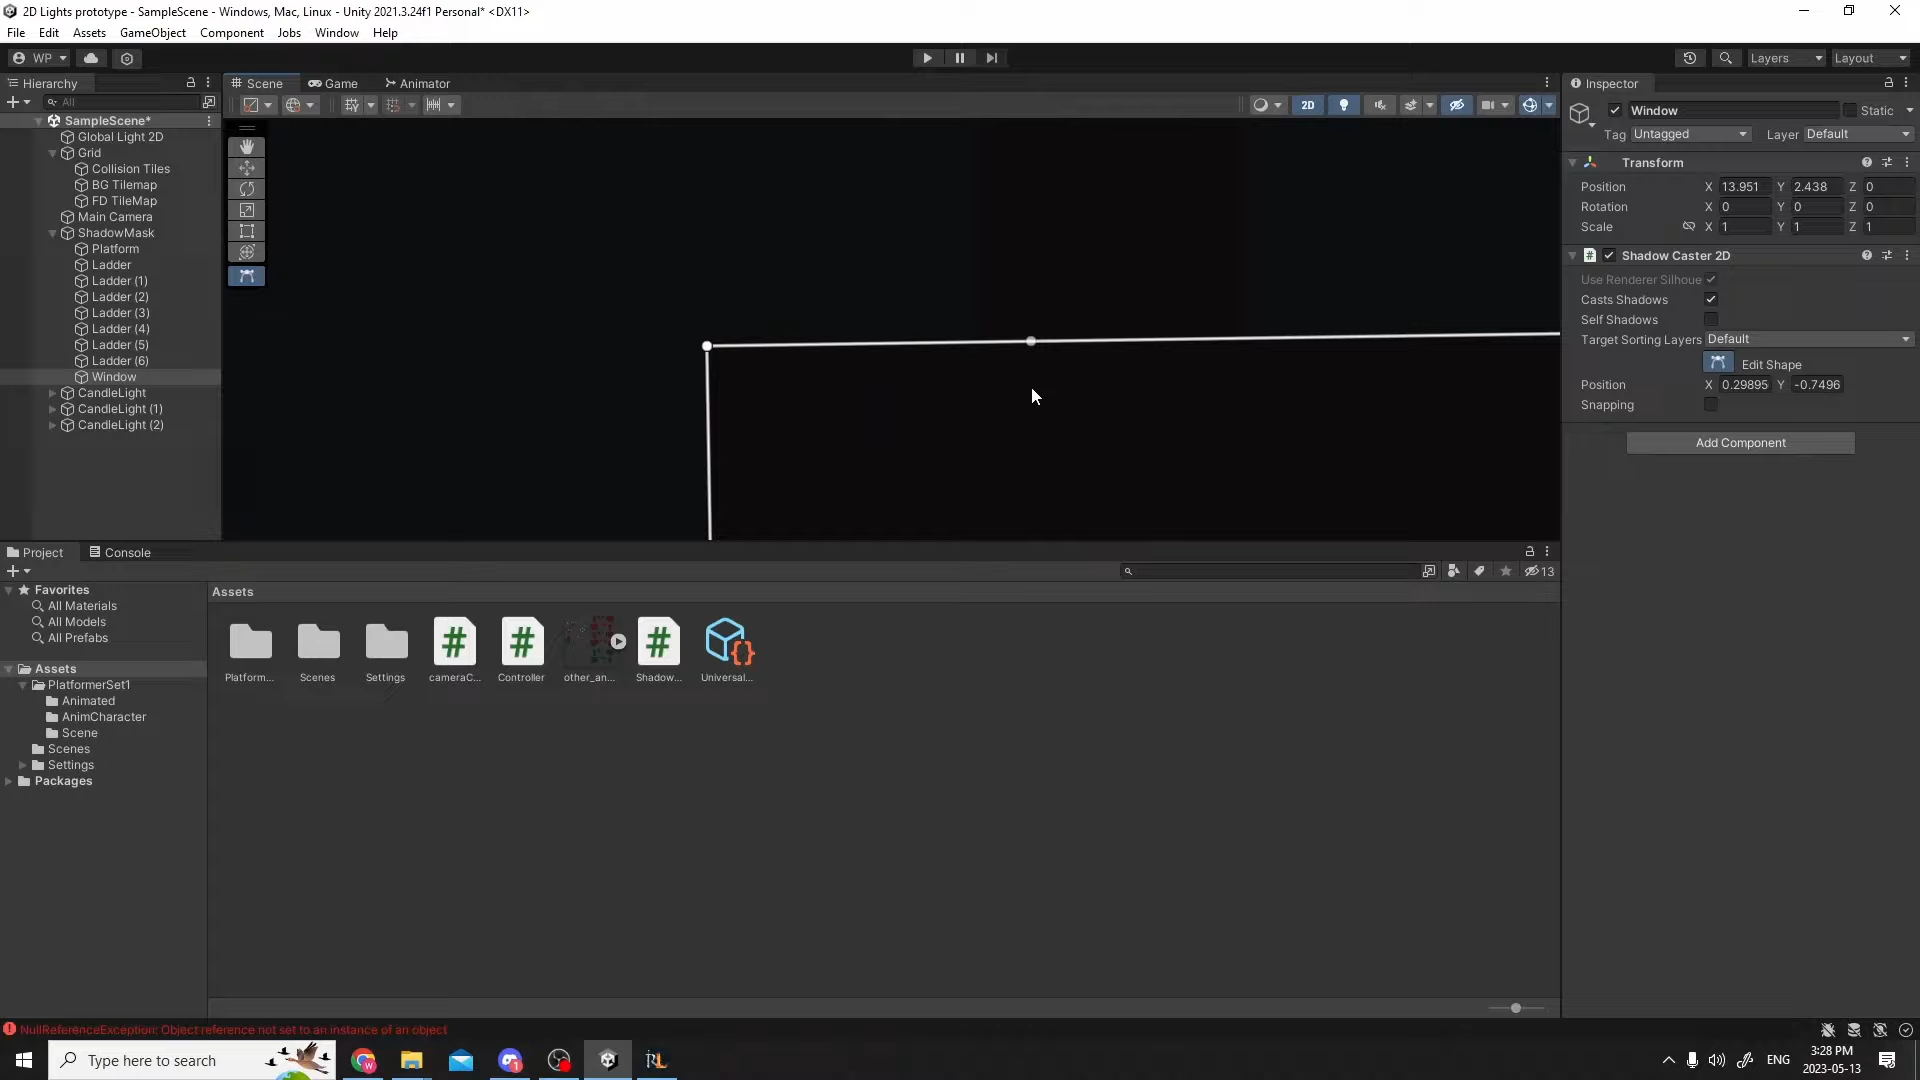 2D Lights prototype - SampleScene - Windows, Mac, Linux - Unity 2021.3.24f1 Personal* <DX11>
File Edit Assets GameObject Component Jobs Window Help
WP
Layers Layout
Hierarchy
All
SampleScene*
Global Light 2D
Grid
Collision Tiles
BG Tilemap
FD TileMap
Main Camera
ShadowMask
Platform
Ladder
Ladder (1)
Ladder (2)
Ladder (3)
Ladder (4)
Ladder (5)
Ladder (6)
Window
CandleLight
CandleLight (1)
CandleLight (2)
Scene Game Animator
2D
Inspector
Window Static
Tag Untagged Layer Default
Transform
Position X 13.951 Y 2.438 Z 0
Rotation X 0 Y 0 Z 0
Scale X 1 Y 1 Z 1
Shadow Caster 2D
Use Renderer Silhoue
Casts Shadows
Self Shadows
Target Sorting Layers Default
Edit Shape
Position X 0.29895 Y -0.7496
Snapping
Add Component
Project Console
13
Favorites
All Materials
All Models
All Prefabs
Assets
PlatformerSet1
Animated
AnimCharacter
Scene
Scenes
Settings
Packages
Assets
Platform... Scenes Settings cameraC... Controller other_an... Shadow... Universal...
NullReferenceException: Object reference not set to an instance of an object
Type here to search
ENG
3:28 PM
2023-05-13